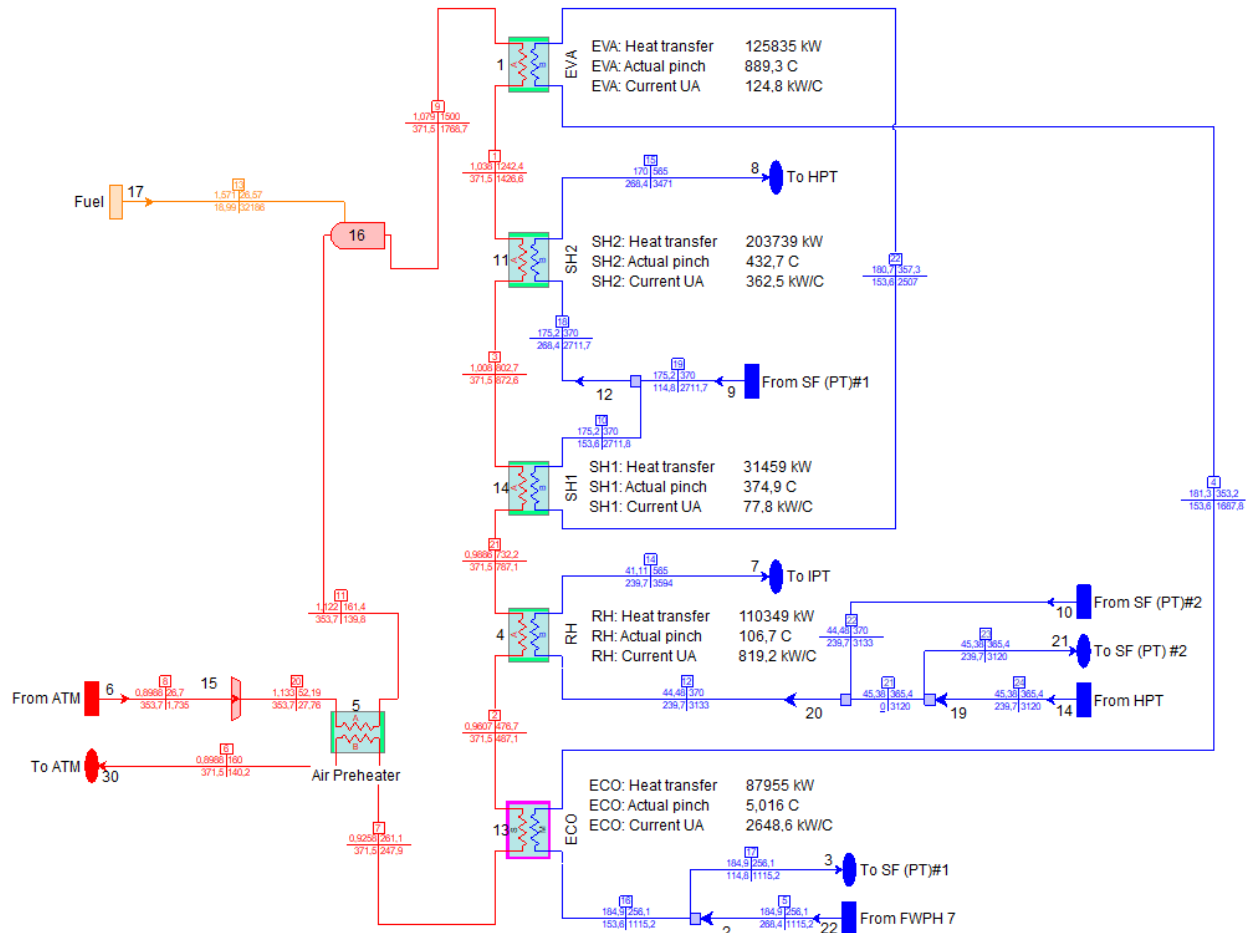 EVA: Heat transfer 125835 kW
EVA: Actual pinch 889,3 C
EVA: Current UA 124,8 kW/C
1
EVA
9
1,079 1500
371,5 1768,7
1
1,038 1242,4
371,5 1426,6
15
170 565
268,4 3471
8
To HPT
Fuel
17
13
1,571 26,57
18,99 32186
16
11
SH2
SH2: Heat transfer 203739 kW
SH2: Actual pinch 432,7 C
SH2: Current UA 362,5 kW/C
22
180,7 357,3
153,6 2507
18
175,2 370
268,4 2711,7
3
1,008 802,7
371,5 872,6
19
175,2 370
114,8 2711,7
From SF (PT)#1
12
9
10
175,2 370
153,6 2711,8
14
SH1
SH1: Heat transfer 31459 kW
SH1: Actual pinch 374,9 C
SH1: Current UA 77,8 kW/C
4
181,3 353,2
153,6 1687,8
21
0,9886 732,2
371,5 787,1
14
41,11 565
239,7 3594
7
To IPT
11
1,122 161,4
353,7 139,8
4
RH
RH: Heat transfer 110349 kW
RH: Actual pinch 106,7 C
RH: Current UA 819,2 kW/C
10
From SF (PT)#2
22
44,48 370
239,7 3133
23
45,38 365,4
239,7 3120
21
To SF (PT) #2
From ATM
6
8
0,8988 26,7
353,7 1,735
15
20
1,133 52,19
353,7 27,76
12
44,48 370
239,7 3133
20
21
45,38 365,4
0 3120
19
24
45,38 365,4
239,7 3120
14
From HPT
5
A
B
Air Preheater
2
0,9607 476,7
371,5 487,1
To ATM
30
6
0,8988 160
371,5 140,2
7
0,9256 261,1
371,5 247,9
13
ECO
ECO: Heat transfer 87955 kW
ECO: Actual pinch 5,016 C
ECO: Current UA 2648,6 kW/C
17
184,9 256,1
114,8 1115,2
3
To SF (PT)#1
16
184,9 256,1
153,6 1115,2
2
5
184,9 256,1
268,4 1115,2
22
From FWPH 7